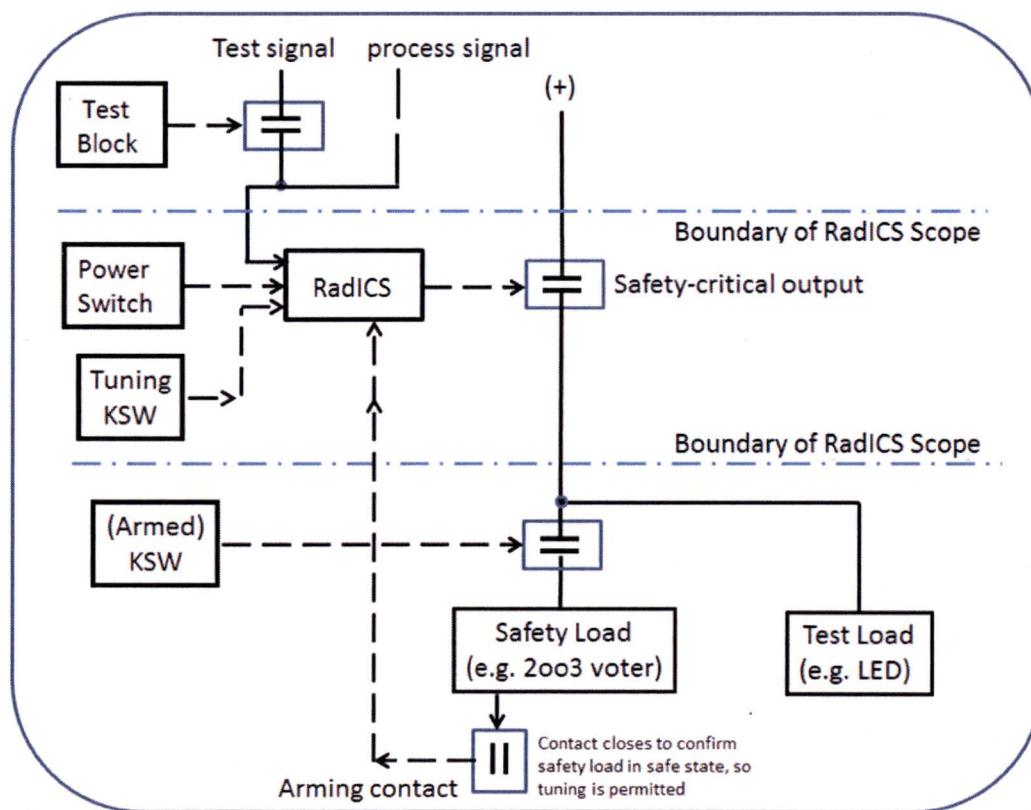 Test signal
process signal
(+)
Test
Block
Boundary of RadICS Scope
Power
Switch
RadICS
Safety-critical output
Tuning
KSW
Boundary of RadICS Scope
(Armed)
KSW
Safety Load
(e.g. 2oo3 voter)
Test Load
(e.g. LED)
Contact closes to confirm
safety load in safe state, so
tuning is permitted
Arming contact